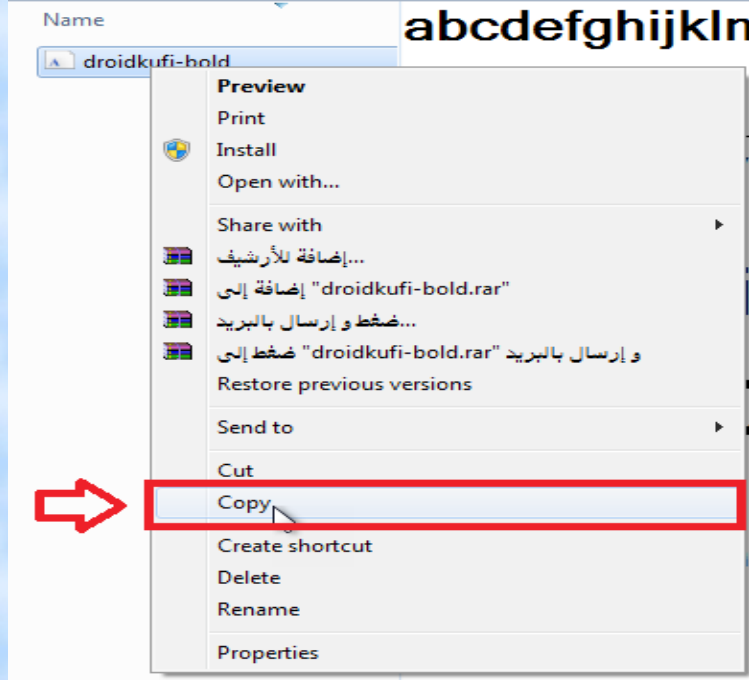 Name
abcdefghijkln
droidkufi-bold
Preview
Print
Install
Open with...
Share with
إضافة للأرشيف...
إضافة إلى "droidkufi-bold.rar"
ضغط و إرسال بالبريد...
ضغط إلى "droidkufi-bold.rar" و إرسال بالبريد
Restore previous versions
Send to
Cut
Copy
Create shortcut
Delete
Rename
Properties